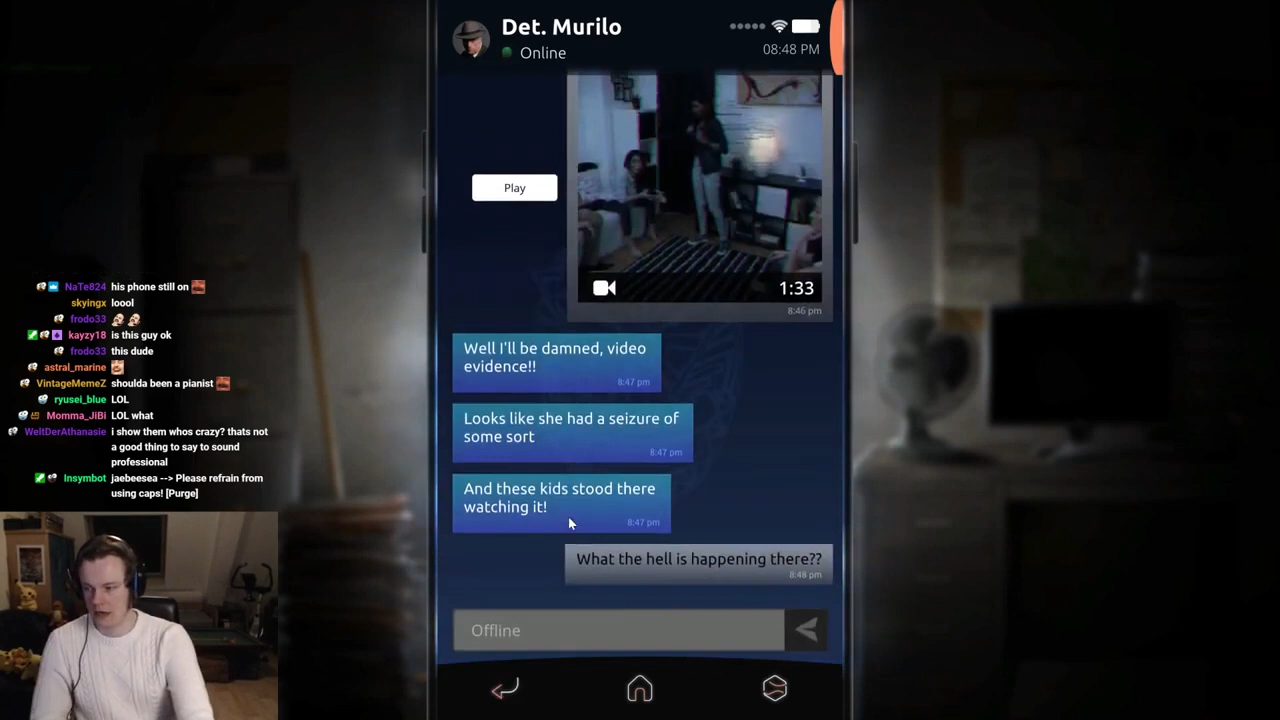 Det. Murilo
Online
08:48 PM
Play
1:33
8:46 pm
Well I'll be damned, video
evidence!!
8:47 pm
Looks like she had a seizure of
some sort
8:47 pm
And these kids stood there
watching it!
8:47 pm
What the hell is happening there??
8:48 pm
Offline
NaTe824 his phone still on
skyingx loool
frodo33
kayzy18 is this guy ok
frodo33 this dude
astral_marine
VintageMemeZ shoulda been a pianist
ryusei_blue LOL
Momma_JiBi LOL what
WeltDerAthanasie i show them whos crazy? thats not
a good thing to say to sound
professional
Insymbot jaebeesea --> Please refrain from
using caps! [Purge]